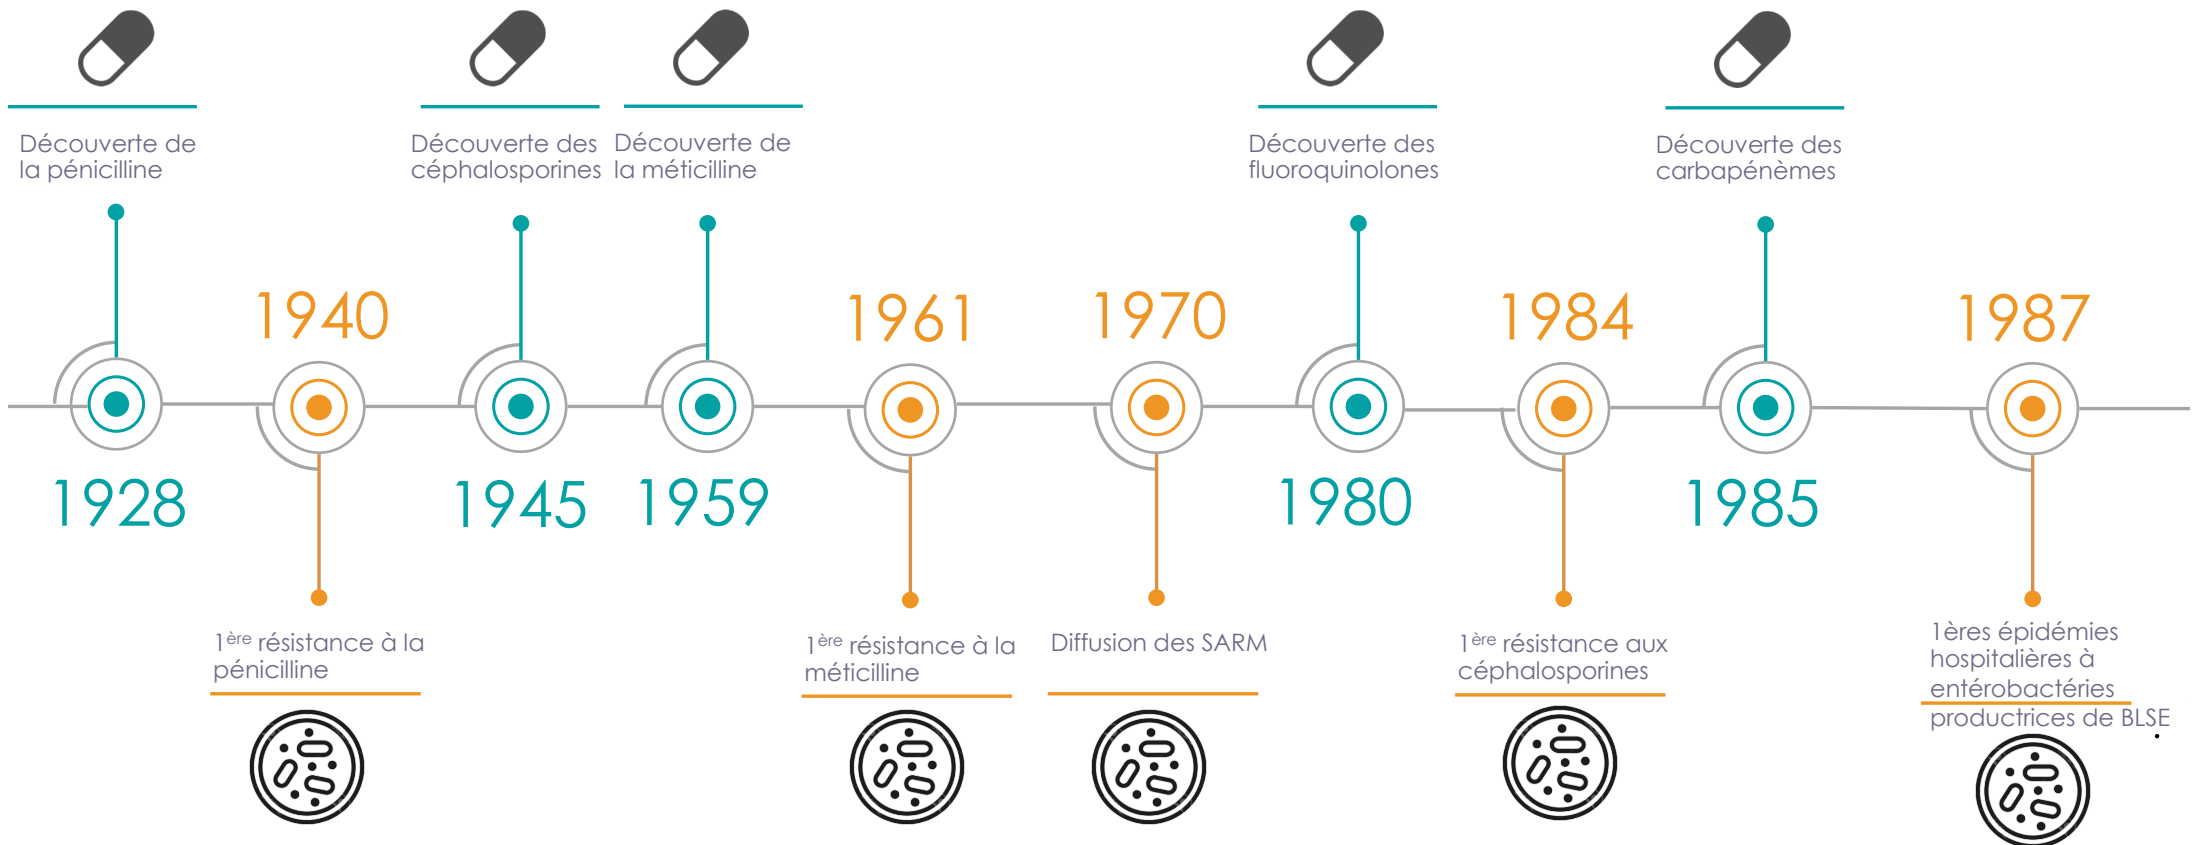 Découverte de
la pénicilline
Découverte des
céphalosporines
Découverte de
la méticilline
Découverte des
fluoroquinolones
Découverte des
carbapénèmes
1940
1961
1970
1984
1987
1928
1945
1959
1980
1985
1ère résistance à la
pénicilline
1ère résistance à la
méticilline
Diffusion des SARM
1ère résistance aux
céphalosporines
1ères épidémies
hospitalières à
entérobactéries
productrices de BLSE
.